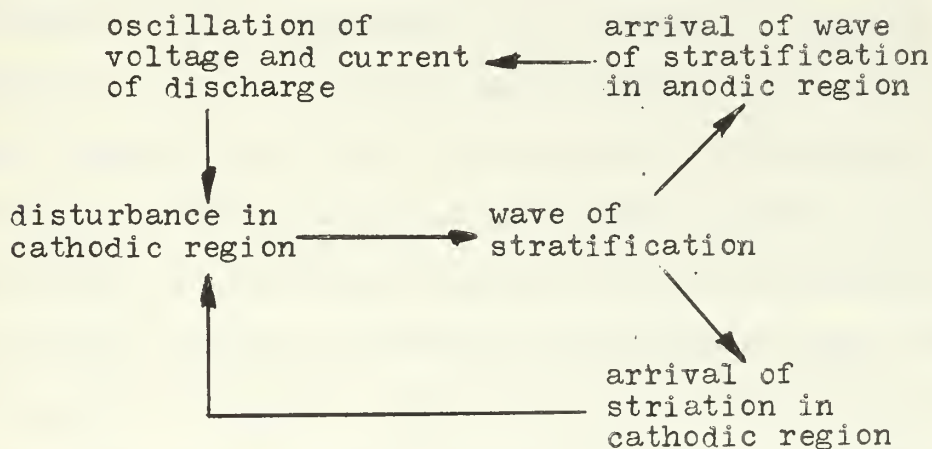 oscillation of
voltage and current
of discharge
arrival of wave
of stratification
in anodic region
disturbance in
cathodic region
wave of
stratification
arrival of
striation in
cathodic region